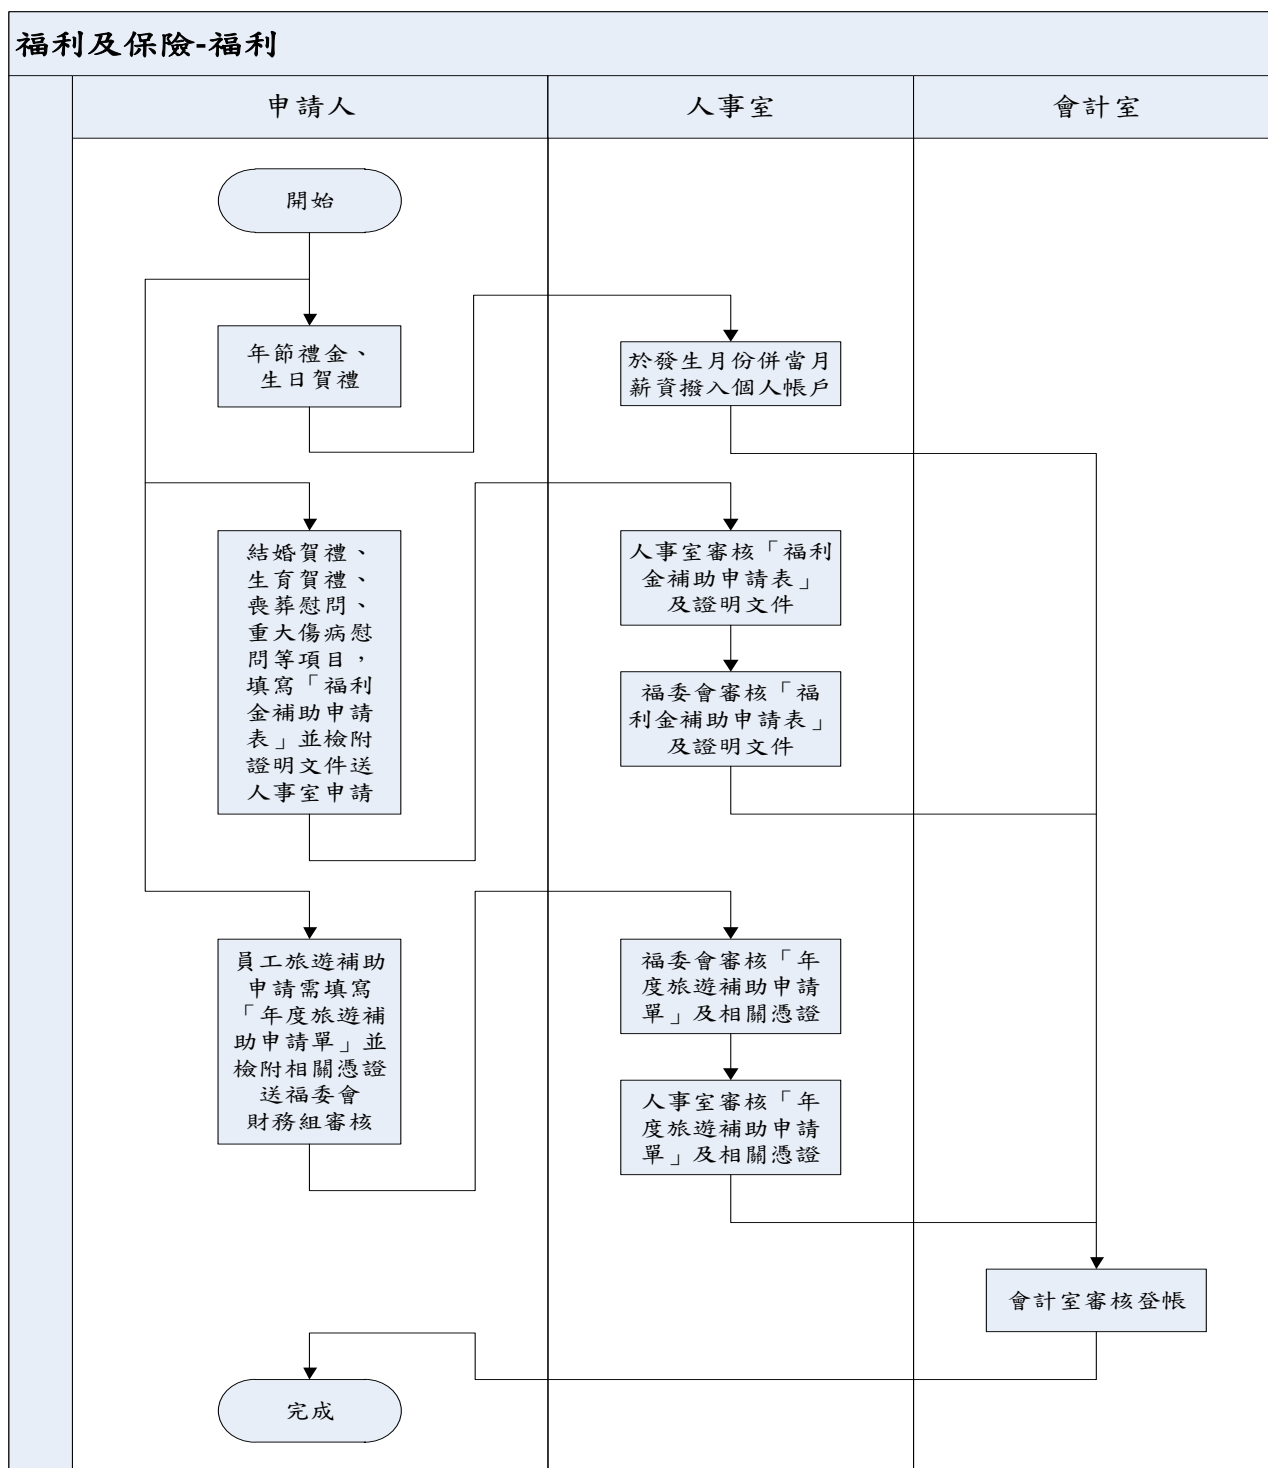 福利及保險-福利
申請人
人事室
會計室
開始
年節禮金、
生日賀禮
於發生月份併當月
薪資撥入個人帳戶
結婚賀禮、
生育賀禮、
喪葬慰問、
重大傷病慰
問等項目，
填寫「福利
金補助申請
表」並檢附
證明文件送
人事室申請
人事室審核「福利
金補助申請表」
及證明文件
福委會審核「福
利金補助申請表」
及證明文件
員工旅遊補助
申請需填寫
「年度旅遊補
助申請單」並
檢附相關憑證
送福委會
財務組審核
福委會審核「年
度旅遊補助申請
單」及相關憑證
人事室審核「年
度旅遊補助申請
單」及相關憑證
會計室審核登帳
完成